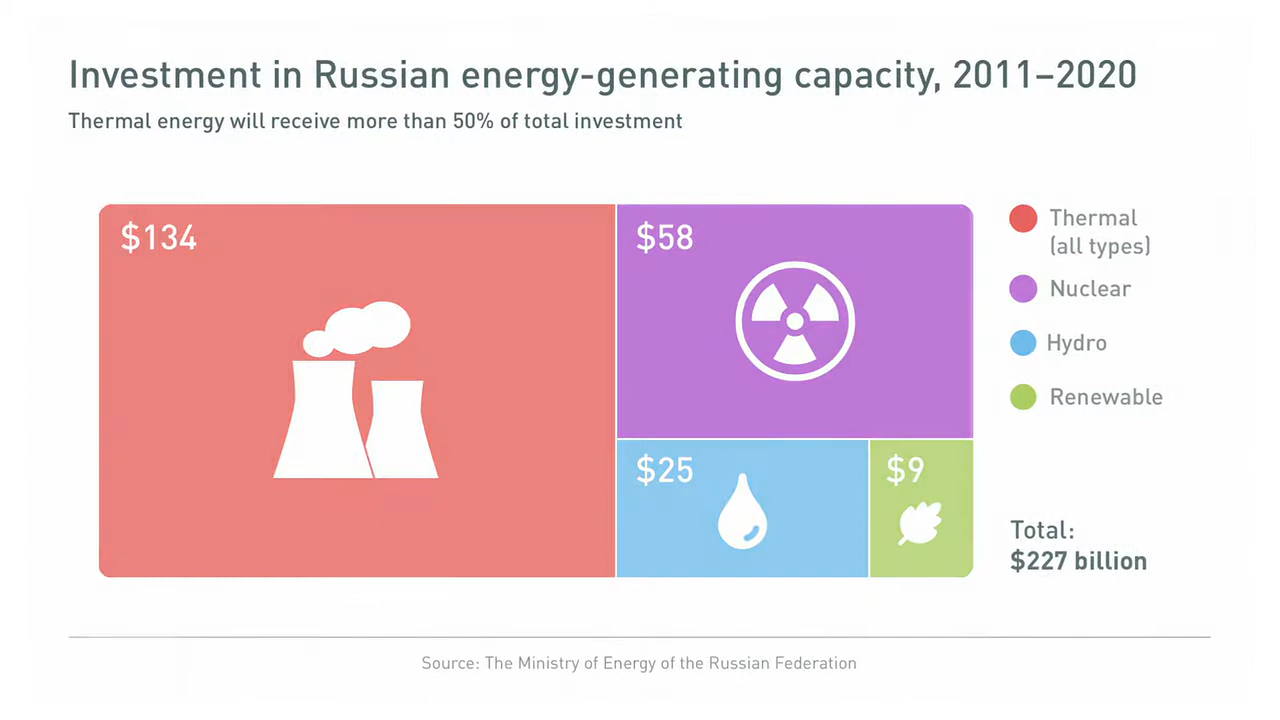 Investment in Russian energy-generating capacity, 2011–2020
Thermal energy will receive more than 50% of total investment
$134
$58
$25
$9
Thermal
(all types)
Nuclear
Hydro
Renewable
Total:
$227 billion
Source: The Ministry of Energy of the Russian Federation